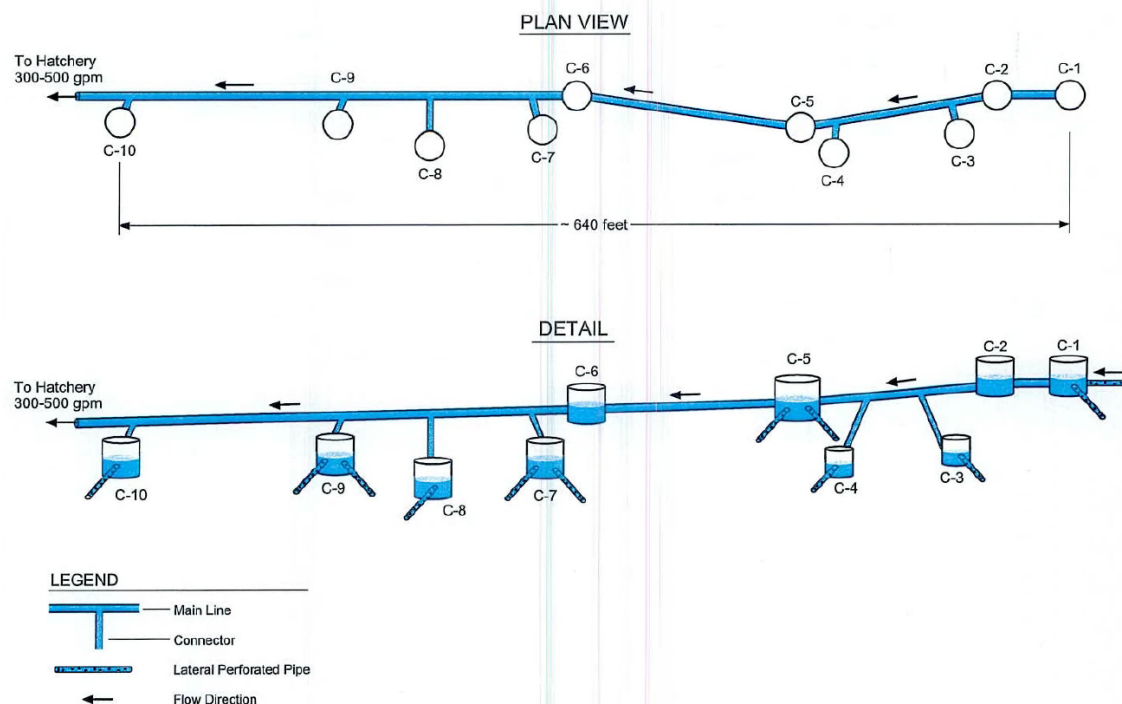 PLAN VIEW
To Hatchery
300-500 gpm
C-9
C-6
C-2
C-1
C-5
C-10
C-8
C-7
C-4
C-3
~ 640 feet
DETAIL
To Hatchery
300-500 gpm
C-6
C-5
C-2
C-1
C-10
C-9
C-8
C-7
C-4
C-3
LEGEND
Main Line
Connector
Lateral Perforated Pipe
Flow Direction